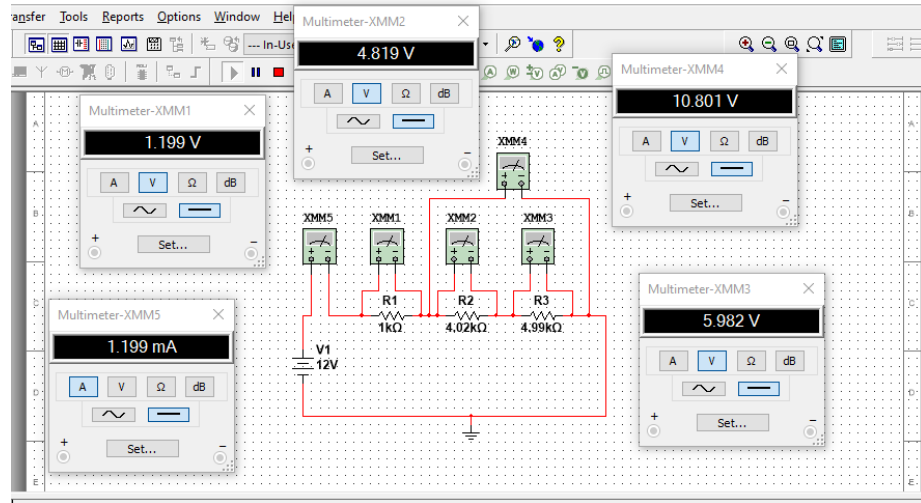 ransfer Tools Reports Options Window Hel
--- In-Use
Multimeter-XMM2
4.819 V
A V Ω dB
+ Set... −
Multimeter-XMM4
10.801 V
A V Ω dB
+ Set... −
Multimeter-XMM1
1.199 V
A V Ω dB
+ Set... −
XMM4
XMM5 XMM1 XMM2 XMM3
R1 R2 R3
1kΩ 4.02kΩ 4.99kΩ
V1
12V
Multimeter-XMM5
1.199 mA
A V Ω dB
+ Set... −
Multimeter-XMM3
5.982 V
A V Ω dB
+ Set... −